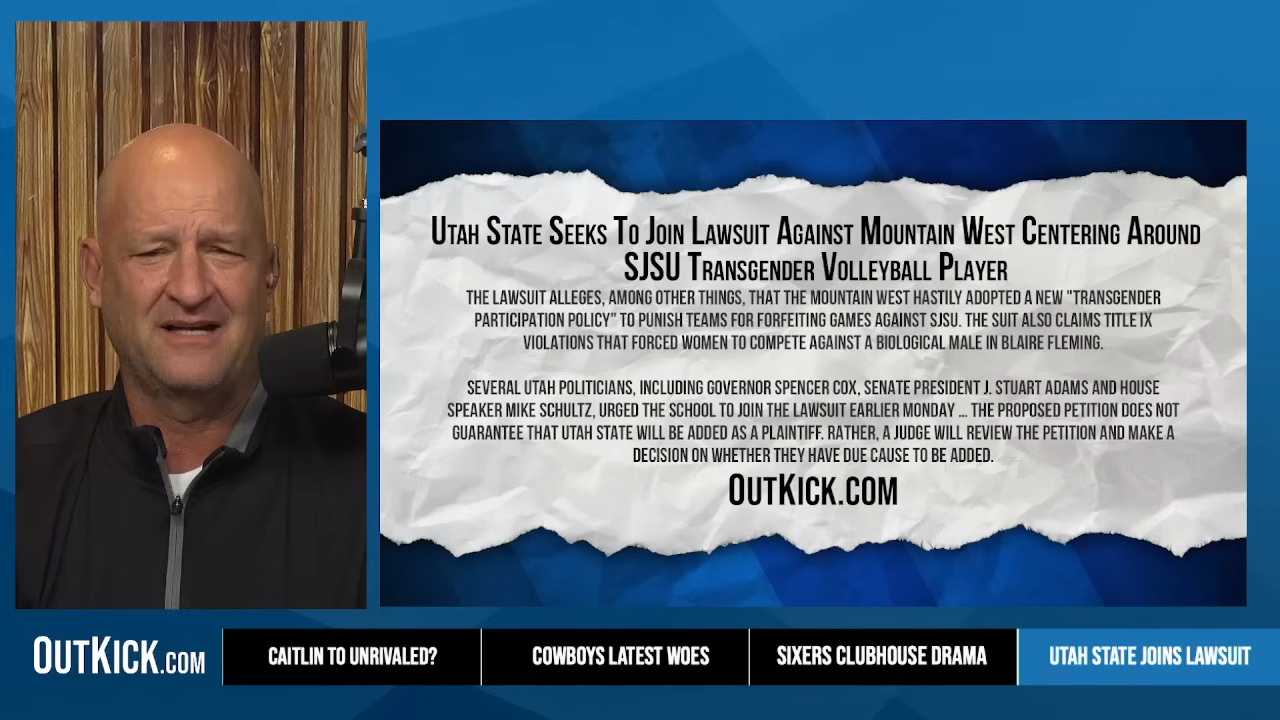 Utah State Seeks To Join Lawsuit Against Mountain West Centering Around
SJSU Transgender Volleyball Player
THE LAWSUIT ALLEGES, AMONG OTHER THINGS, THAT THE MOUNTAIN WEST HASTILY ADOPTED A NEW "TRANSGENDER
PARTICIPATION POLICY" TO PUNISH TEAMS FOR FORFEITING GAMES AGAINST SJSU. THE SUIT ALSO CLAIMS TITLE IX
VIOLATIONS THAT FORCED WOMEN TO COMPETE AGAINST A BIOLOGICAL MALE IN BLAIRE FLEMING.
SEVERAL UTAH POLITICIANS, INCLUDING GOVERNOR SPENCER COX, SENATE PRESIDENT J. STUART ADAMS AND HOUSE
SPEAKER MIKE SCHULTZ, URGED THE SCHOOL TO JOIN THE LAWSUIT EARLIER MONDAY ... THE PROPOSED PETITION DOES NOT
GUARANTEE THAT UTAH STATE WILL BE ADDED AS A PLAINTIFF. RATHER, A JUDGE WILL REVIEW THE PETITION AND MAKE A
DECISION ON WHETHER THEY HAVE DUE CAUSE TO BE ADDED.
OutKick.com
OutKick.com
CAITLIN TO UNRIVALED?
COWBOYS LATEST WOES
SIXERS CLUBHOUSE DRAMA
UTAH STATE JOINS LAWSUIT